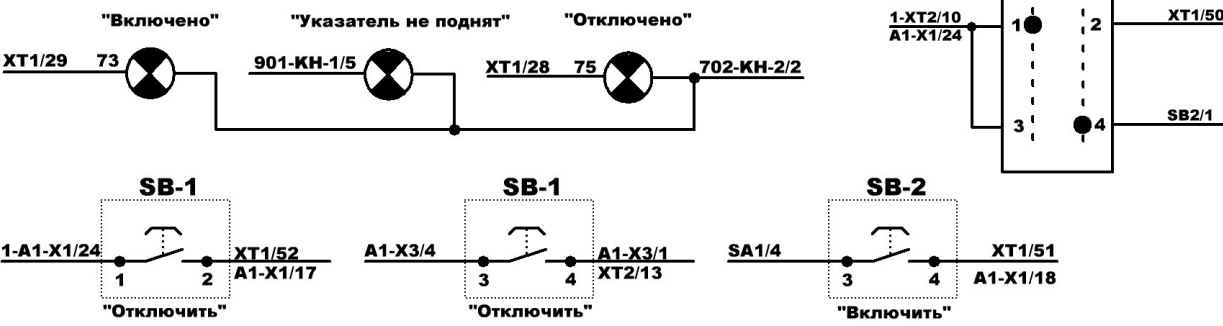 "Включено"
"Указатель не поднят"
"Отключено"
1-XT2/10
A1-X1/24
1
2
XT1/50
XT1/29
73
901-KH-1/5
XT1/28
75
702-KH-2/2
3
4
SB2/1
SB-1
SB-1
SB-2
1-A1-X1/24
XT1/52
A1-X1/17
1
2
"Отключить"
A1-X3/4
A1-X3/1
XT2/13
3
4
"Отключить"
SA1/4
XT1/51
A1-X1/18
3
4
"Включить"